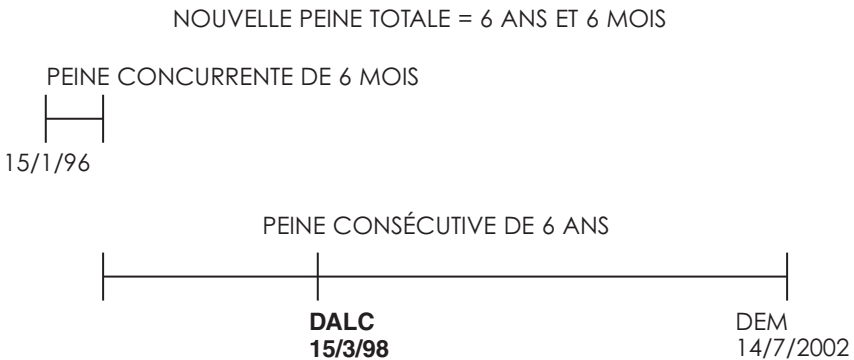 NOUVELLE PEINE TOTALE = 6 ANS ET 6 MOIS
PEINE CONCURRENTE DE 6 MOIS
15/1/96
PEINE CONSÉCUTIVE DE 6 ANS
DALC
15/3/98
DEM
14/7/2002